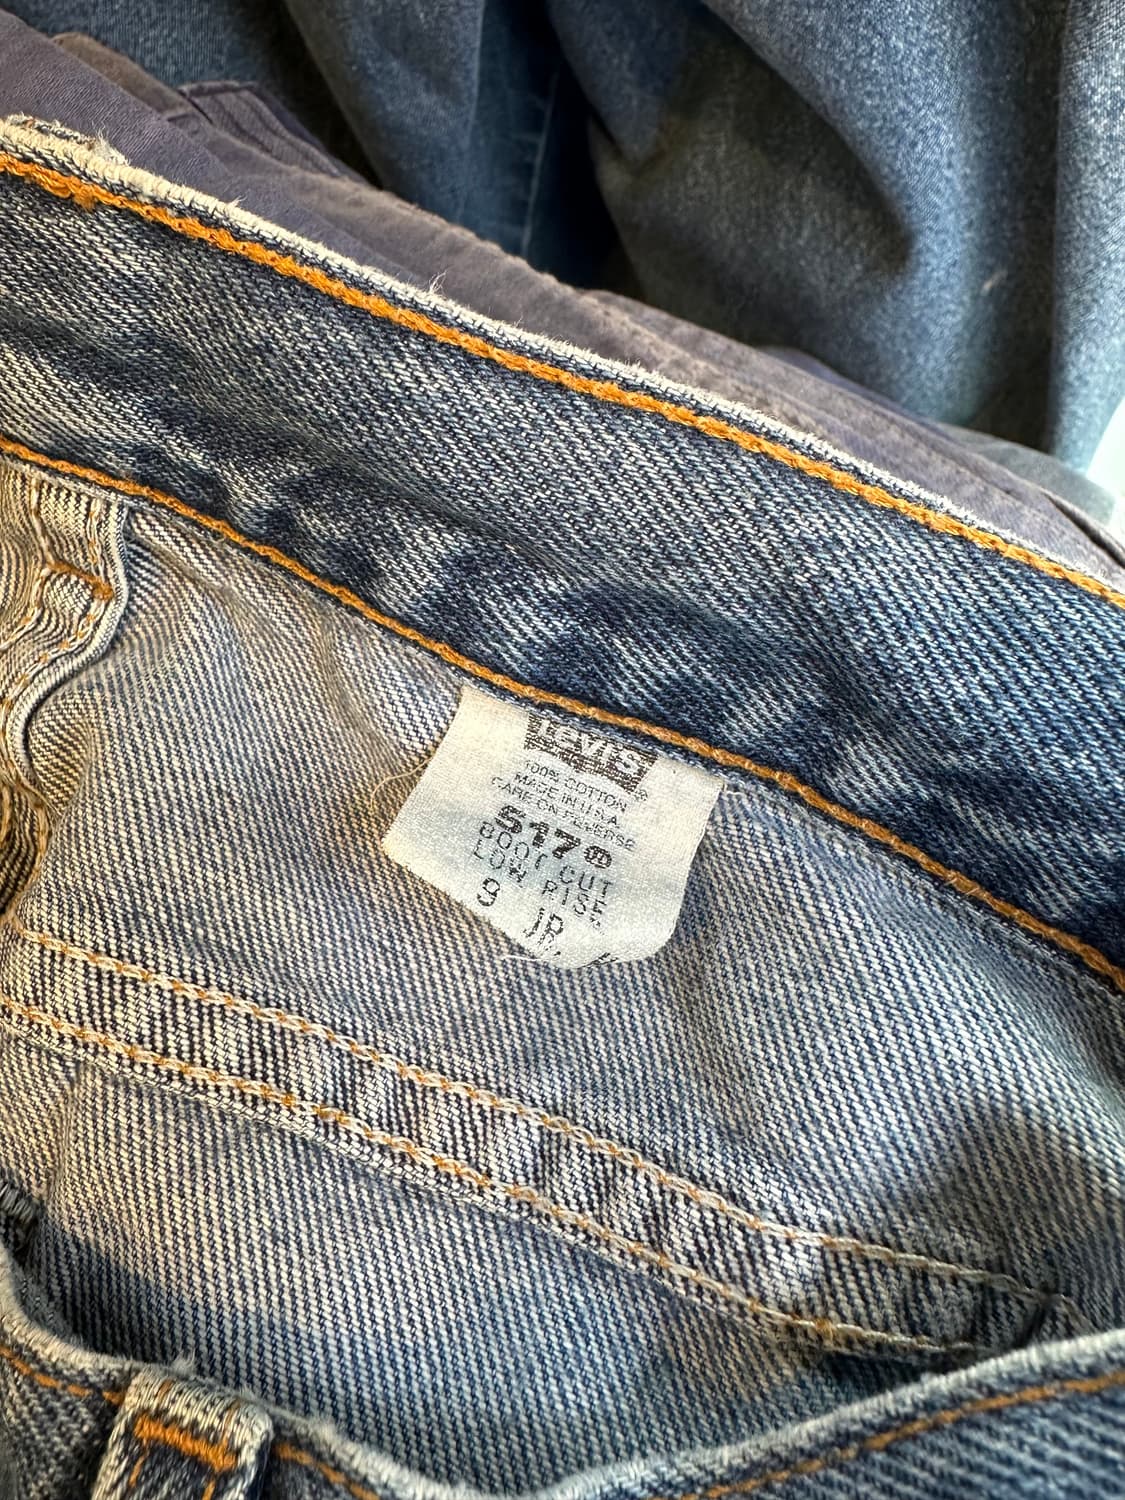 Levi's®
100% COTTON
MADE IN U.S.A.
CARE ON REVERSE
517®
BOOT CUT
LOW RISE
9 JR.